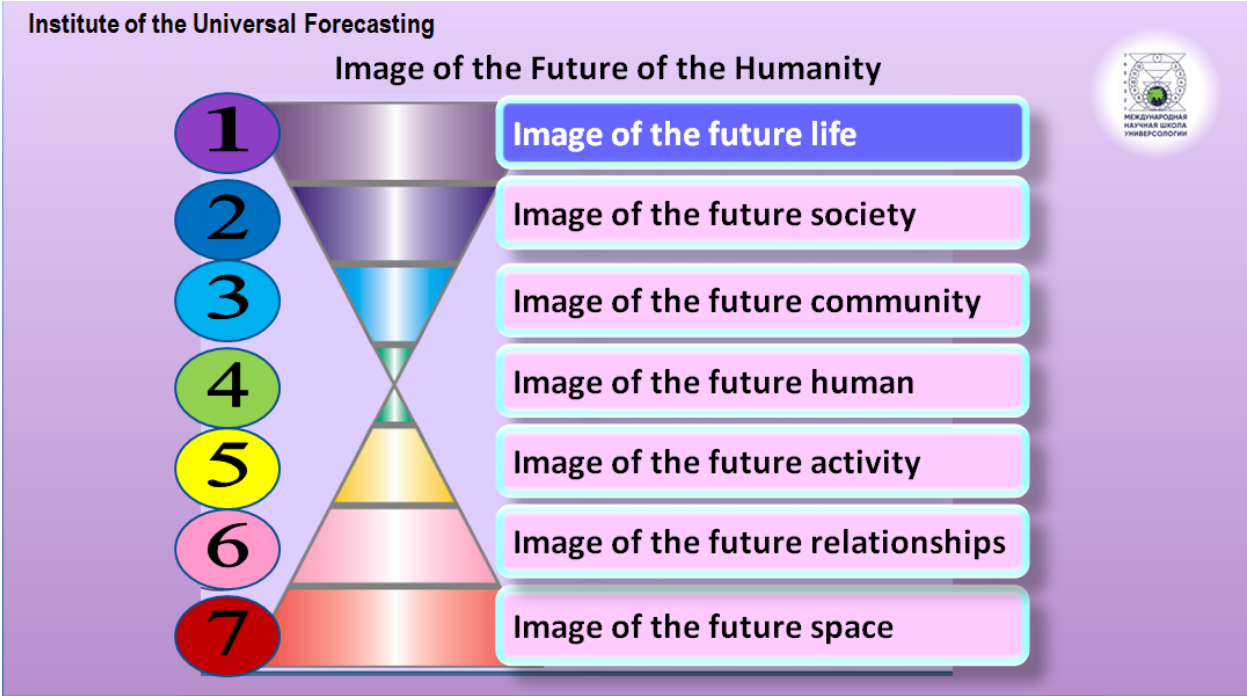 Institute of the Universal Forecasting
Image of the Future of the Humanity
1
Image of the future life
2
Image of the future society
3
Image of the future community
4
Image of the future human
5
Image of the future activity
6
Image of the future relationships
7
Image of the future space
МЕЖДУНАРОДНАЯ
НАУЧНАЯ ШКОЛА
УНИВЕРСОЛОГИИ